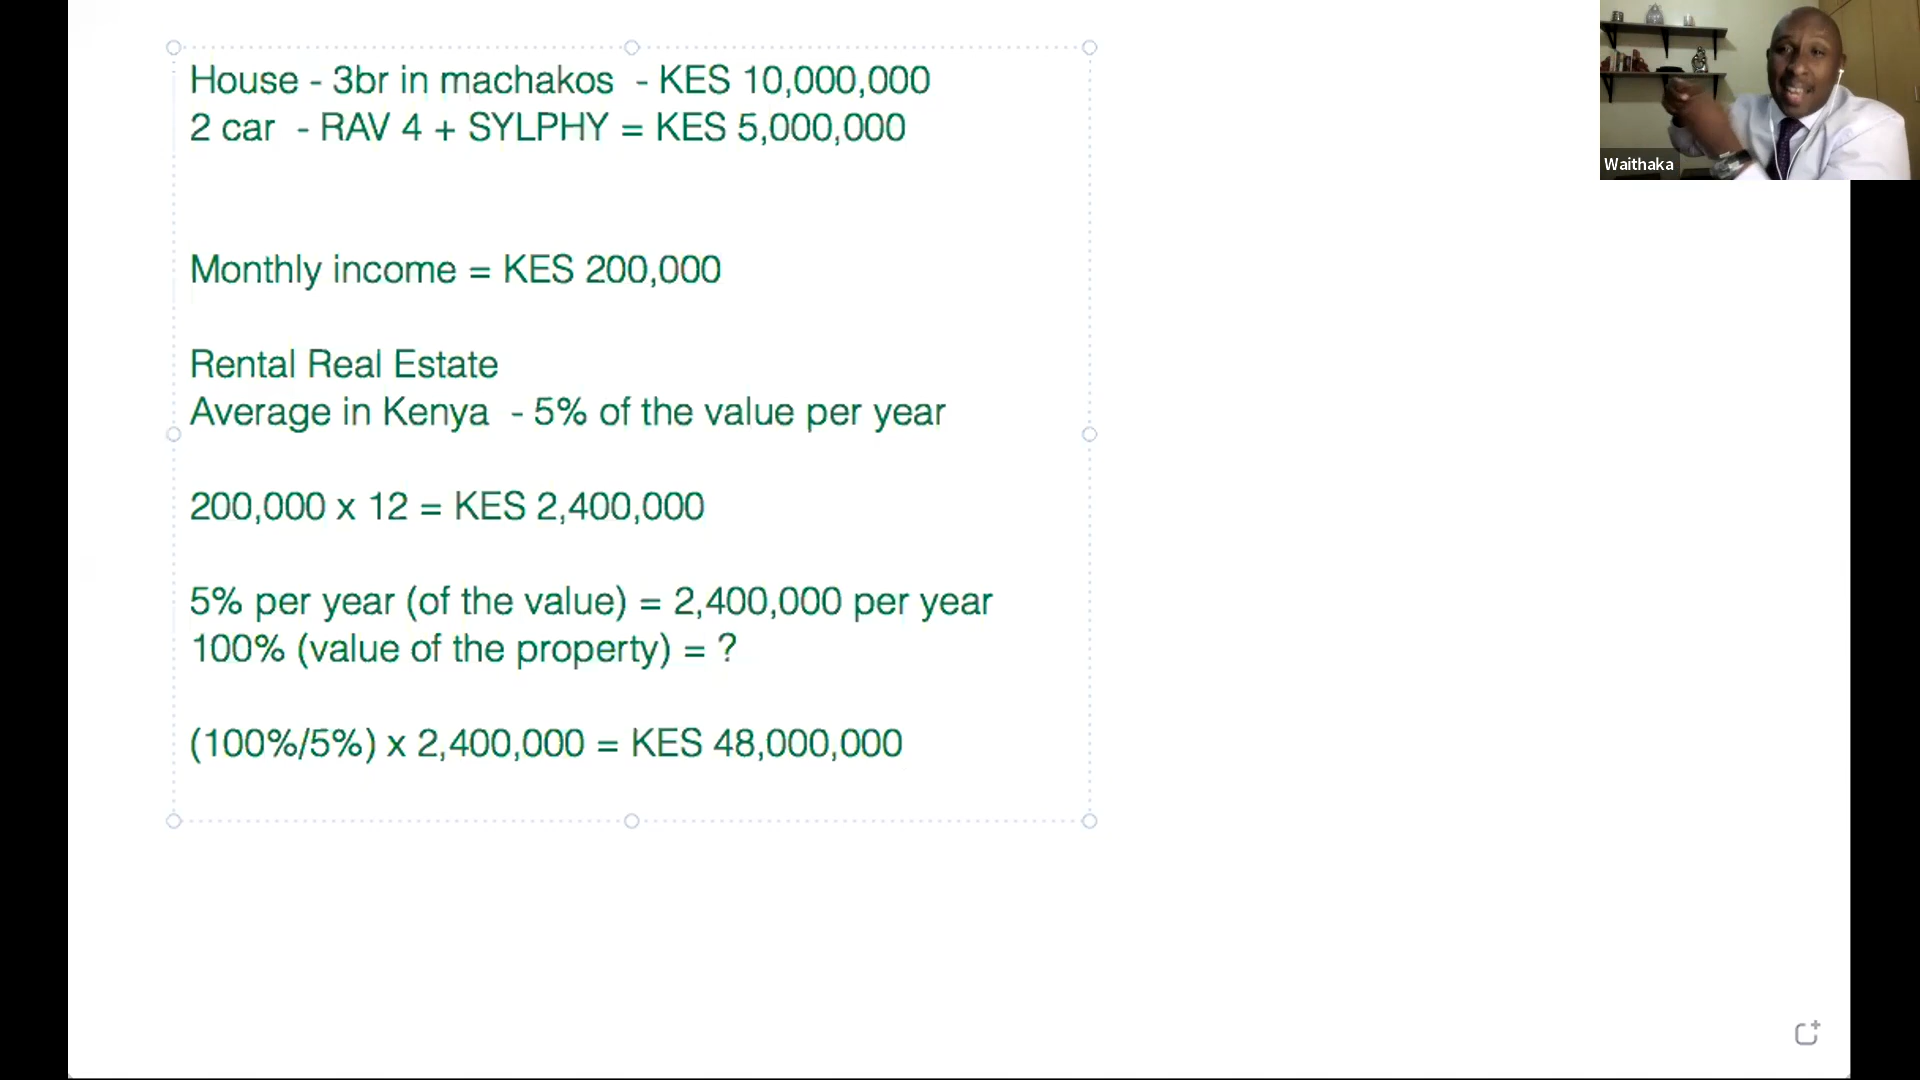 House - 3br in machakos - KES 10,000,000
2 car - RAV 4 + SYLPHY = KES 5,000,000
Monthly income = KES 200,000
Rental Real Estate
Average in Kenya - 5% of the value per year
200,000 x 12 = KES 2,400,000
5% per year (of the value) = 2,400,000 per year
100% (value of the property) = ?
(100%/5%) x 2,400,000 = KES 48,000,000
Waithaka